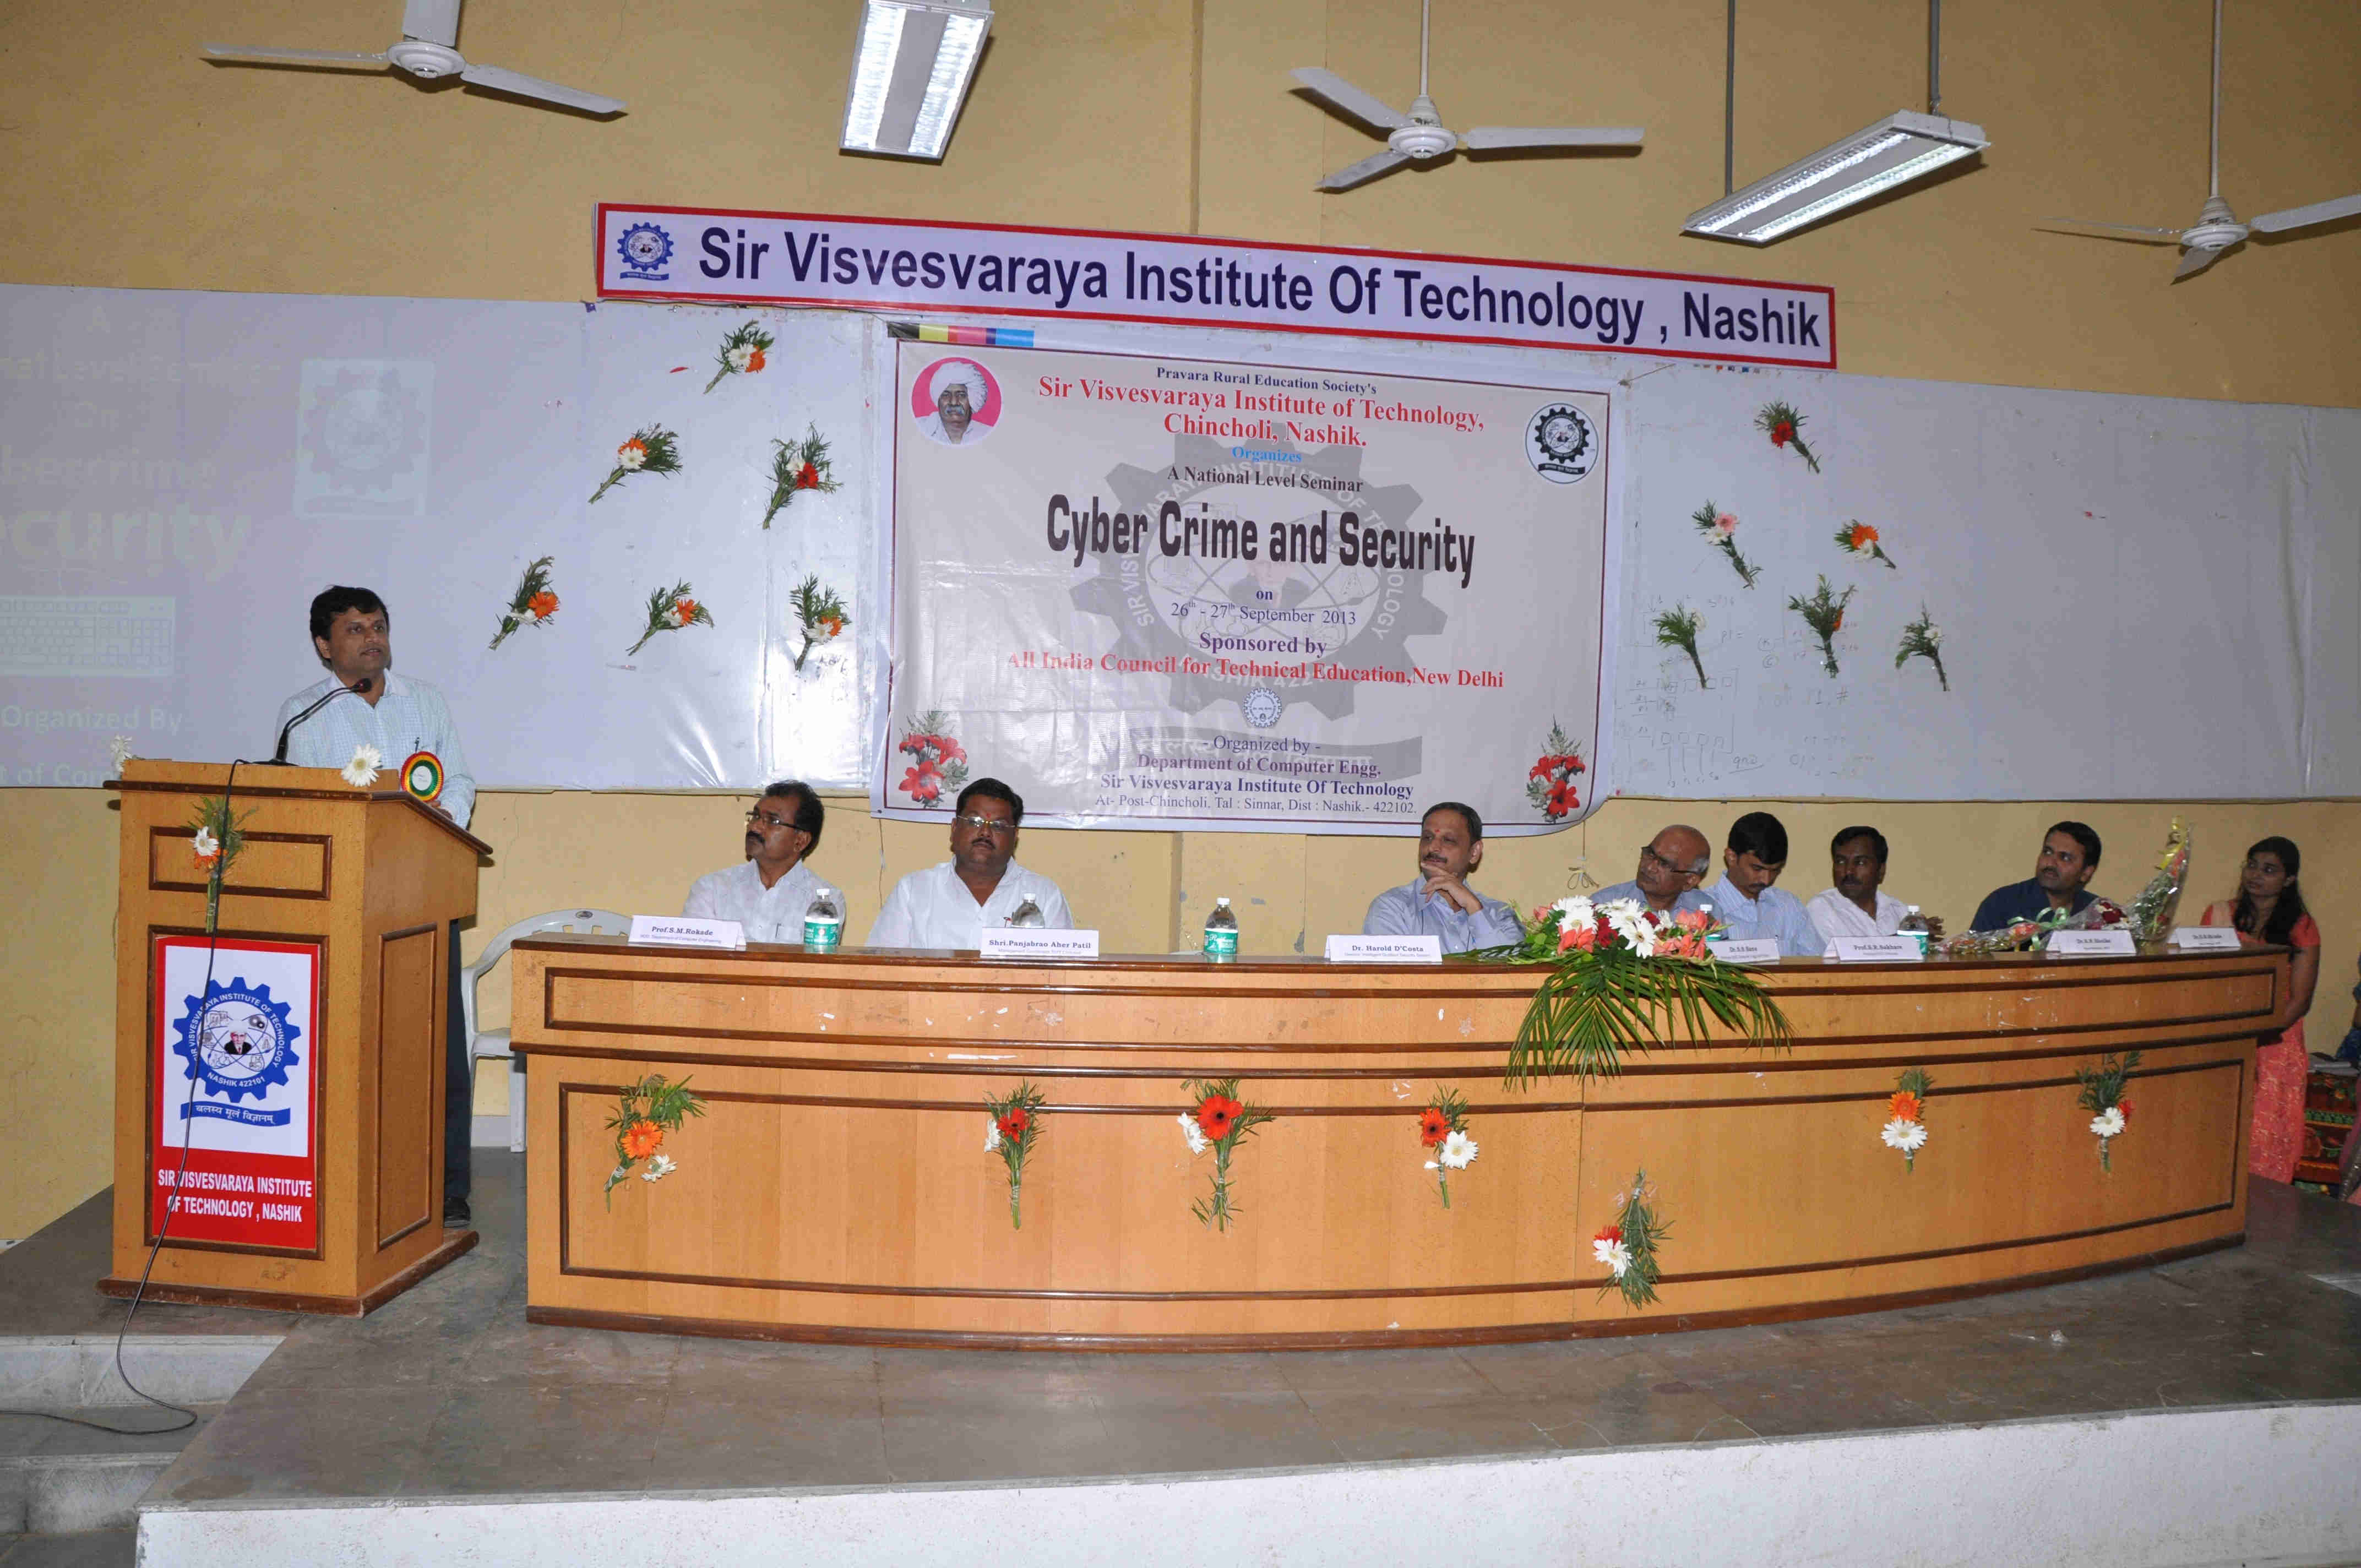 Sir Visvesvaraya Institute Of Technology , Nashik
Pravara Rural Education Society's
Sir Visvesvaraya Institute of Technology,
Chincholi, Nashik.
Organizes
A National Level Seminar
Cyber Crime and Security
on
26th - 27th September 2013
Sponsored by
All India Council for Technical Education,New Delhi
- Organized by -
Department of Computer Engg.
Sir Visvesvaraya Institute Of Technology
At- Post-Chincholi, Tal : Sinnar, Dist : Nashik.- 422102.
On
Organized By
Prof.S.M.Rokade
Shri.Panjabrao Aher Patil
Dr. Harold D'Costa
SIR VISVESVARAYA INSTITUTE OF TECHNOLOGY
NASHIK 422101
बलस्य मूलं विज्ञानम्
SIR VISVESVARAYA INSTITUTE
OF TECHNOLOGY , NASHIK